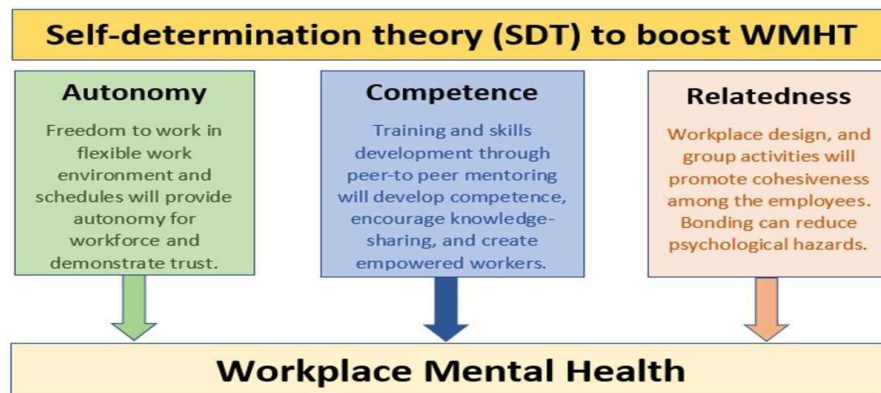 Self-determination theory (SDT) to boost WMHT
Autonomy
Freedom to work in
flexible work
environment and
schedules will provide
autonomy for
workforce and
demonstrate trust.
Competence
Training and skills
development through
peer-to peer mentoring
will develop competence,
encourage knowledge-
sharing, and create
empowered workers.
Relatedness
Workplace design, and
group activities will
promote cohesiveness
among the employees.
Bonding can reduce
psychological hazards.
Workplace Mental Health